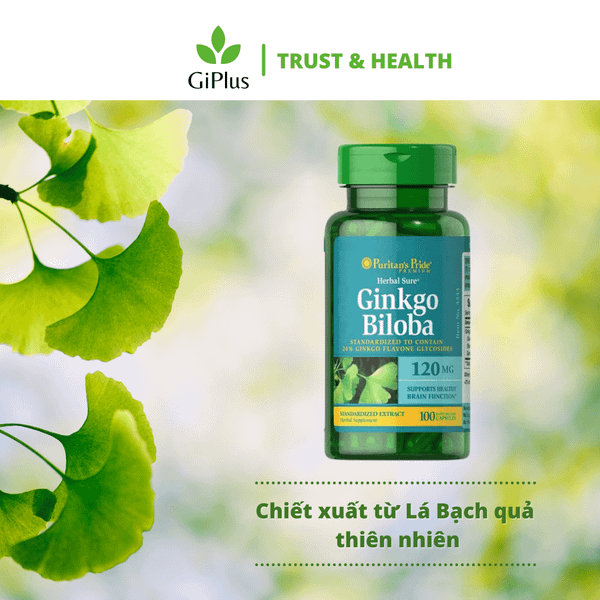 GiPlus
TRUST & HEALTH
Puritan's Pride®
PREMIUM
Herbal Sure®
Ginkgo
Biloba
STANDARDIZED TO CONTAIN
24% GINKGO FLAVONE GLYCOSIDES
120 MG
SUPPORTS HEALTHY
BRAIN FUNCTION*
STANDARDIZED EXTRACT
Herbal Supplement
100
CAPSULES
Chiết xuất từ Lá Bạch quả
thiên nhiên